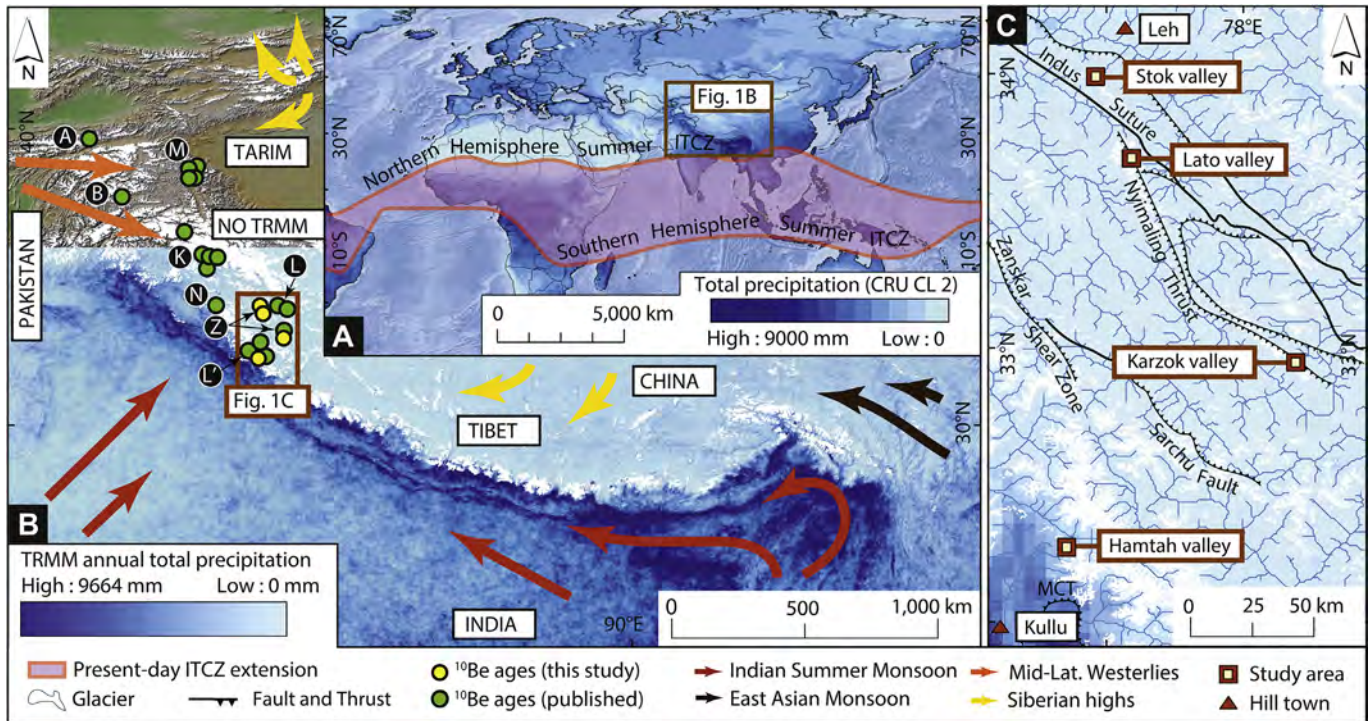 A
N
70°N
30°N
10°S
Fig. 1B
Northern Hemisphere Summer ITCZ
Southern Hemisphere Summer ITCZ
0 5,000 km
Total precipitation (CRU CL 2)
High : 9000 mm Low : 0
70°N
30°N
10°S
B
N
40°N
A
M
TARIM
B
NO TRMM
PAKISTAN
K
L
N
Z
L'
Fig. 1C
CHINA
TIBET
30°N
INDIA
90°E
TRMM annual total precipitation
High : 9664 mm Low : 0 mm
0 500 1,000 km
C
N
Leh
78°E
34°N
Stok valley
Indus
Suture
Lato valley
Nyimaling
Thrust
Zanskar
Shear Zone
33°N
Karzok valley
33°N
Sarchu Fault
Hamtah valley
MCT
Kullu
0 25 50 km
Present-day ITCZ extension
Glacier
Fault and Thrust
¹⁰Be ages (this study)
¹⁰Be ages (published)
Indian Summer Monsoon
East Asian Monsoon
Mid-Lat. Westerlies
Siberian highs
Study area
Hill town